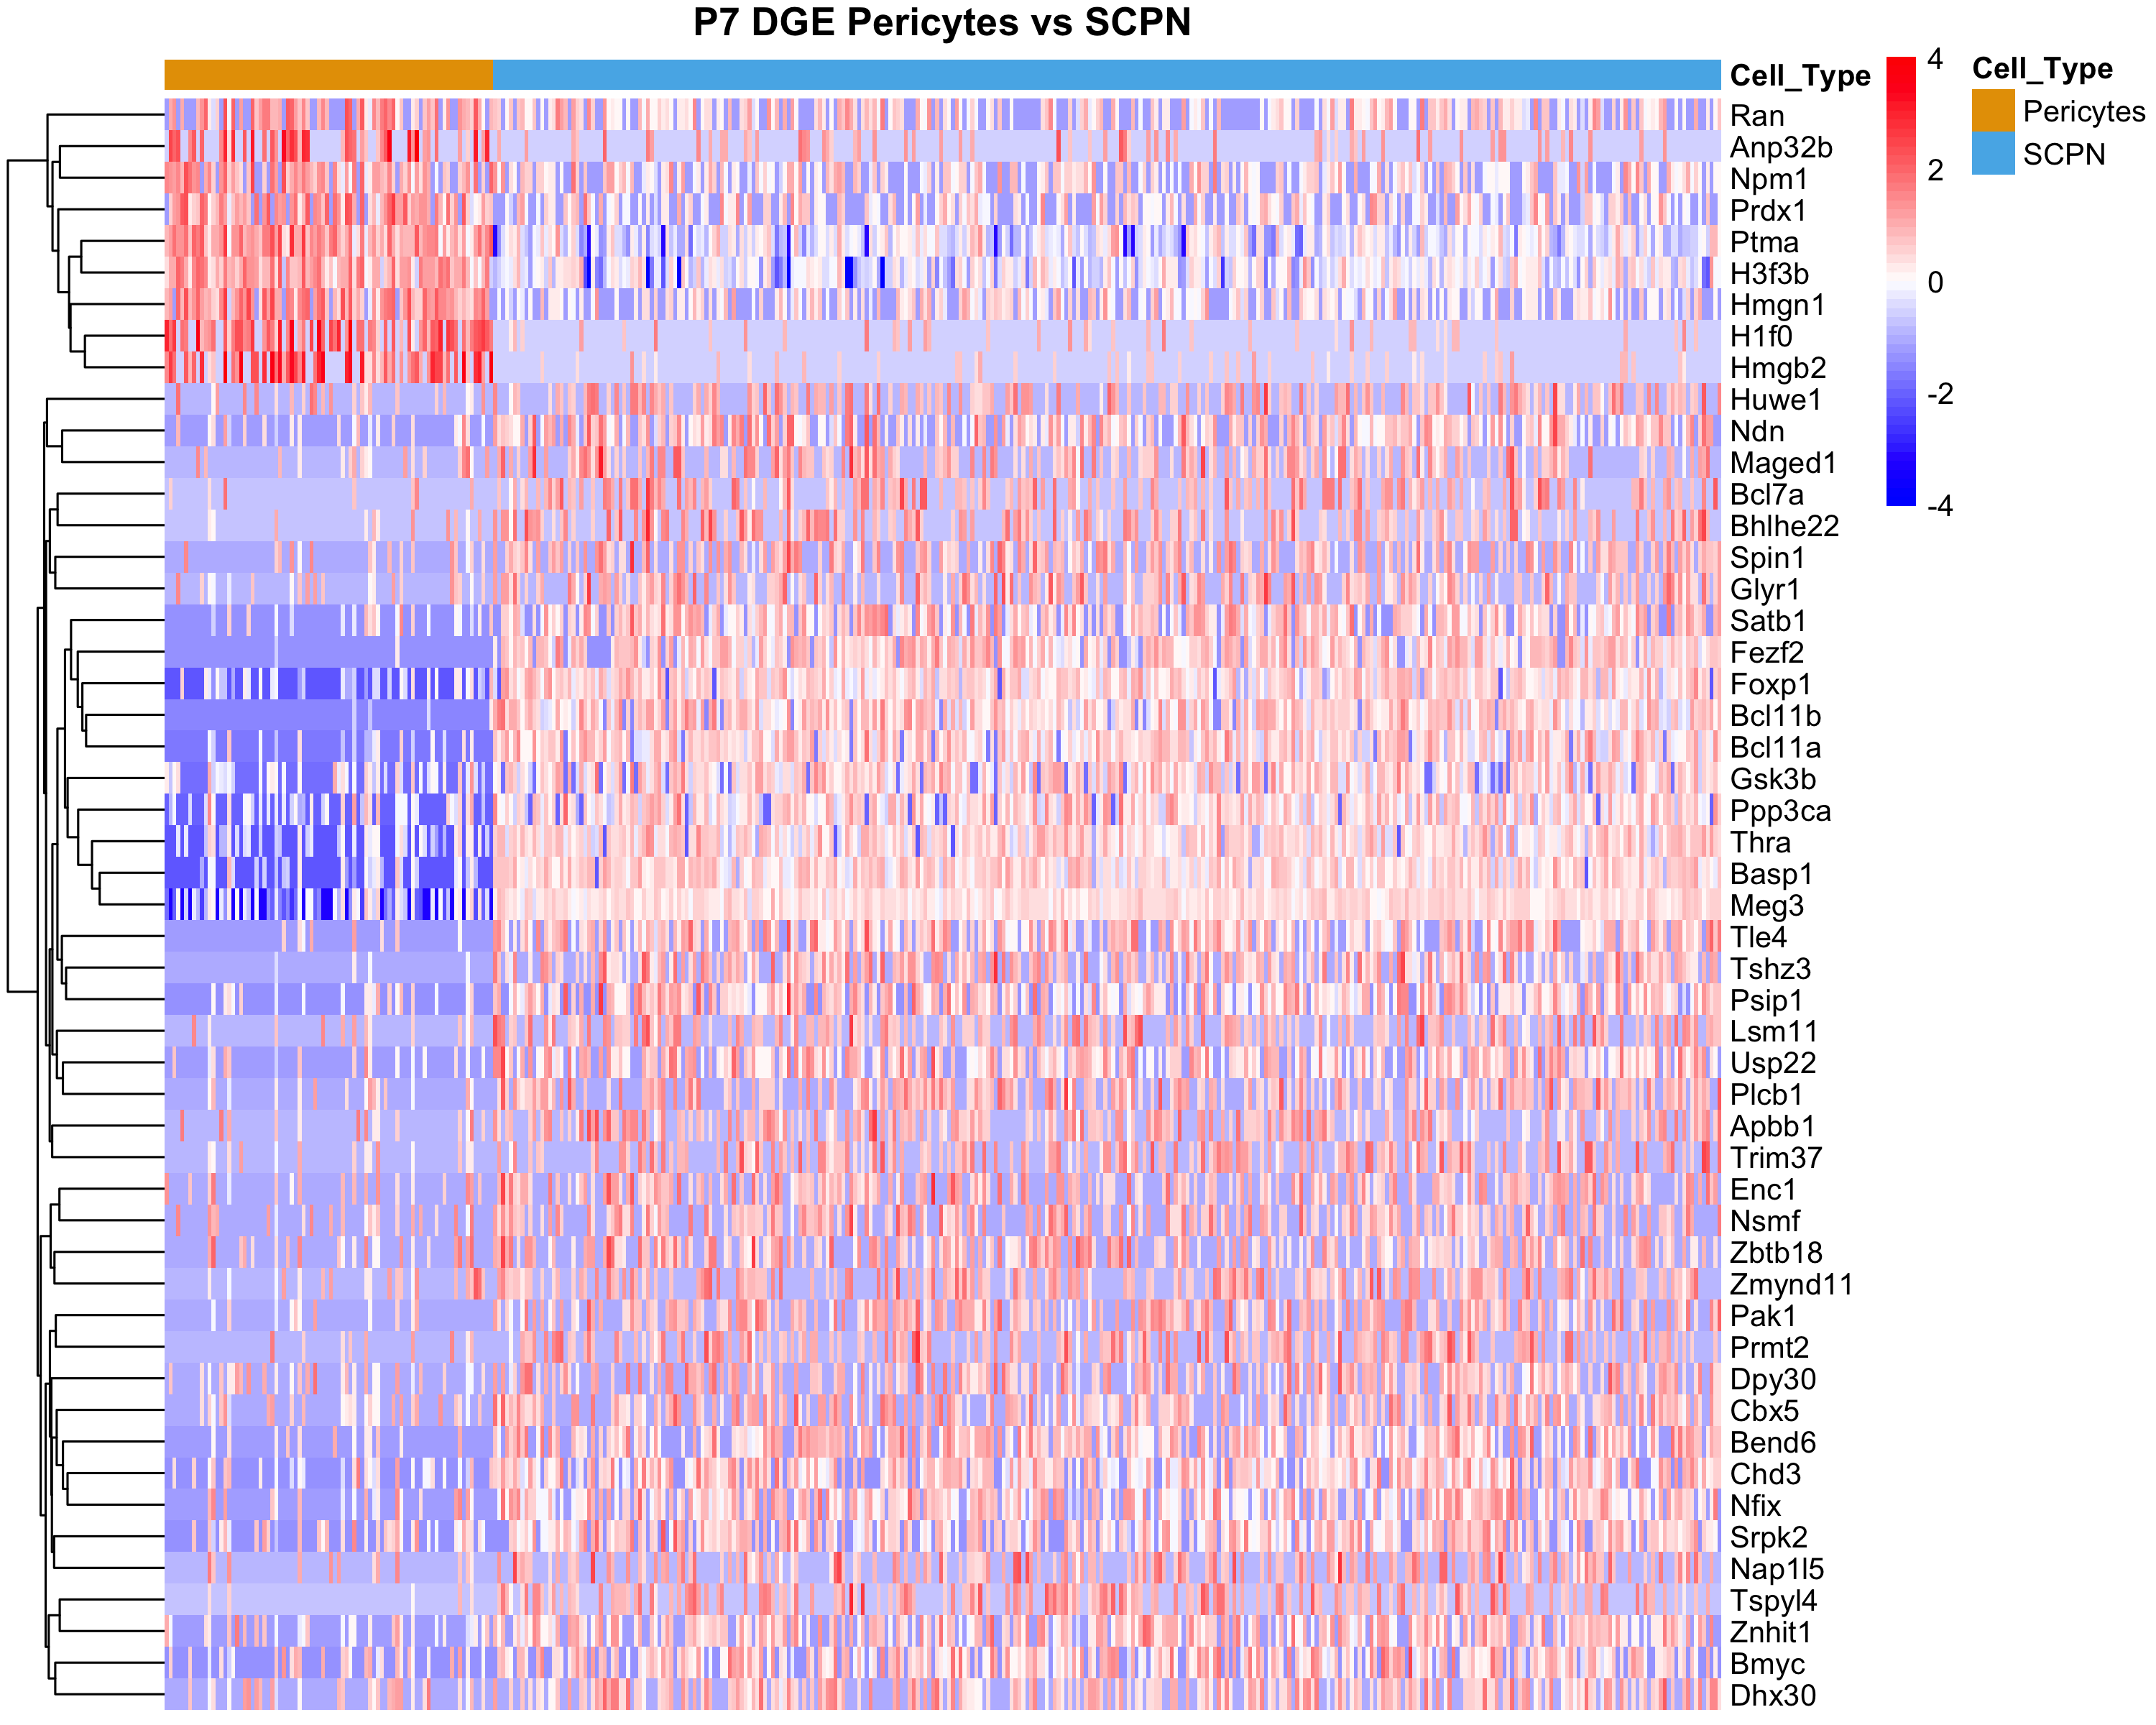 P7 DGE Pericytes vs SCPN
Cell_Type
Ran
Anp32b
Npm1
Prdx1
Ptma
H3f3b
Hmgn1
H1f0
Hmgb2
Huwe1
Ndn
Maged1
Bcl7a
Bhlhe22
Spin1
Glyr1
Satb1
Fezf2
Foxp1
Bcl11b
Bcl11a
Gsk3b
Ppp3ca
Thra
Basp1
Meg3
Tle4
Tshz3
Psip1
Lsm11
Usp22
Plcb1
Apbb1
Trim37
Enc1
Nsmf
Zbtb18
Zmynd11
Pak1
Prmt2
Dpy30
Cbx5
Bend6
Chd3
Nfix
Srpk2
Nap1l5
Tspyl4
Znhit1
Bmyc
Dhx30
4
2
0
-2
-4
Cell_Type
Pericytes
SCPN